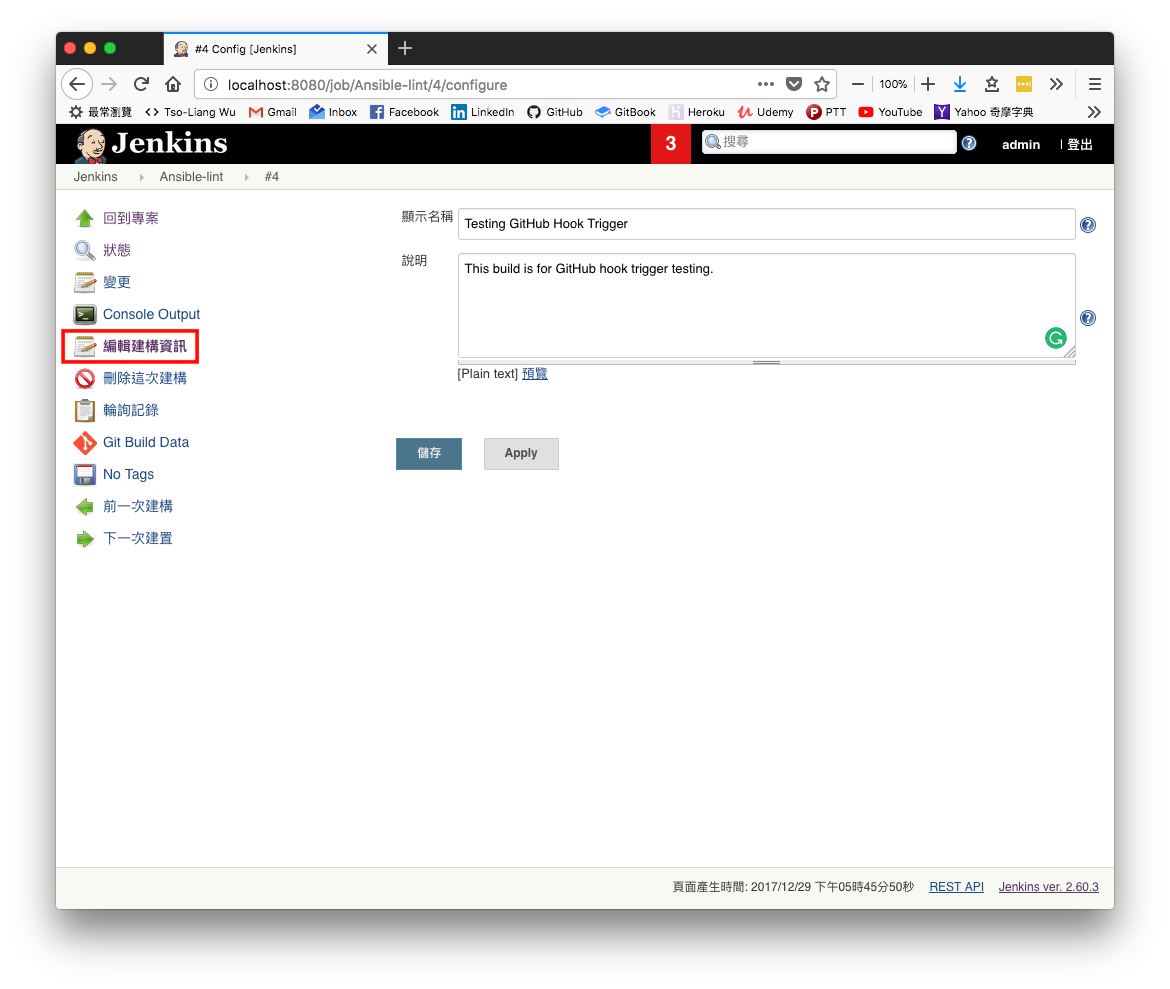 #4 Config [Jenkins]
localhost:8080/job/Ansible-lint/4/configure
100%
最常瀏覽 Tso-Liang Wu Gmail Inbox Facebook LinkedIn GitHub GitBook Heroku Udemy PTT YouTube Yahoo 奇摩字典
Jenkins 3 搜尋 admin | 登出
Jenkins Ansible-lint #4
回到專案
狀態
變更
Console Output
編輯建構資訊
刪除這次建構
輪詢記錄
Git Build Data
No Tags
前一次建構
下一次建置
顯示名稱 Testing GitHub Hook Trigger
說明 This build is for GitHub hook trigger testing.
[Plain text] 預覽
儲存 Apply
頁面產生時間: 2017/12/29 下午05時45分50秒 REST API Jenkins ver. 2.60.3